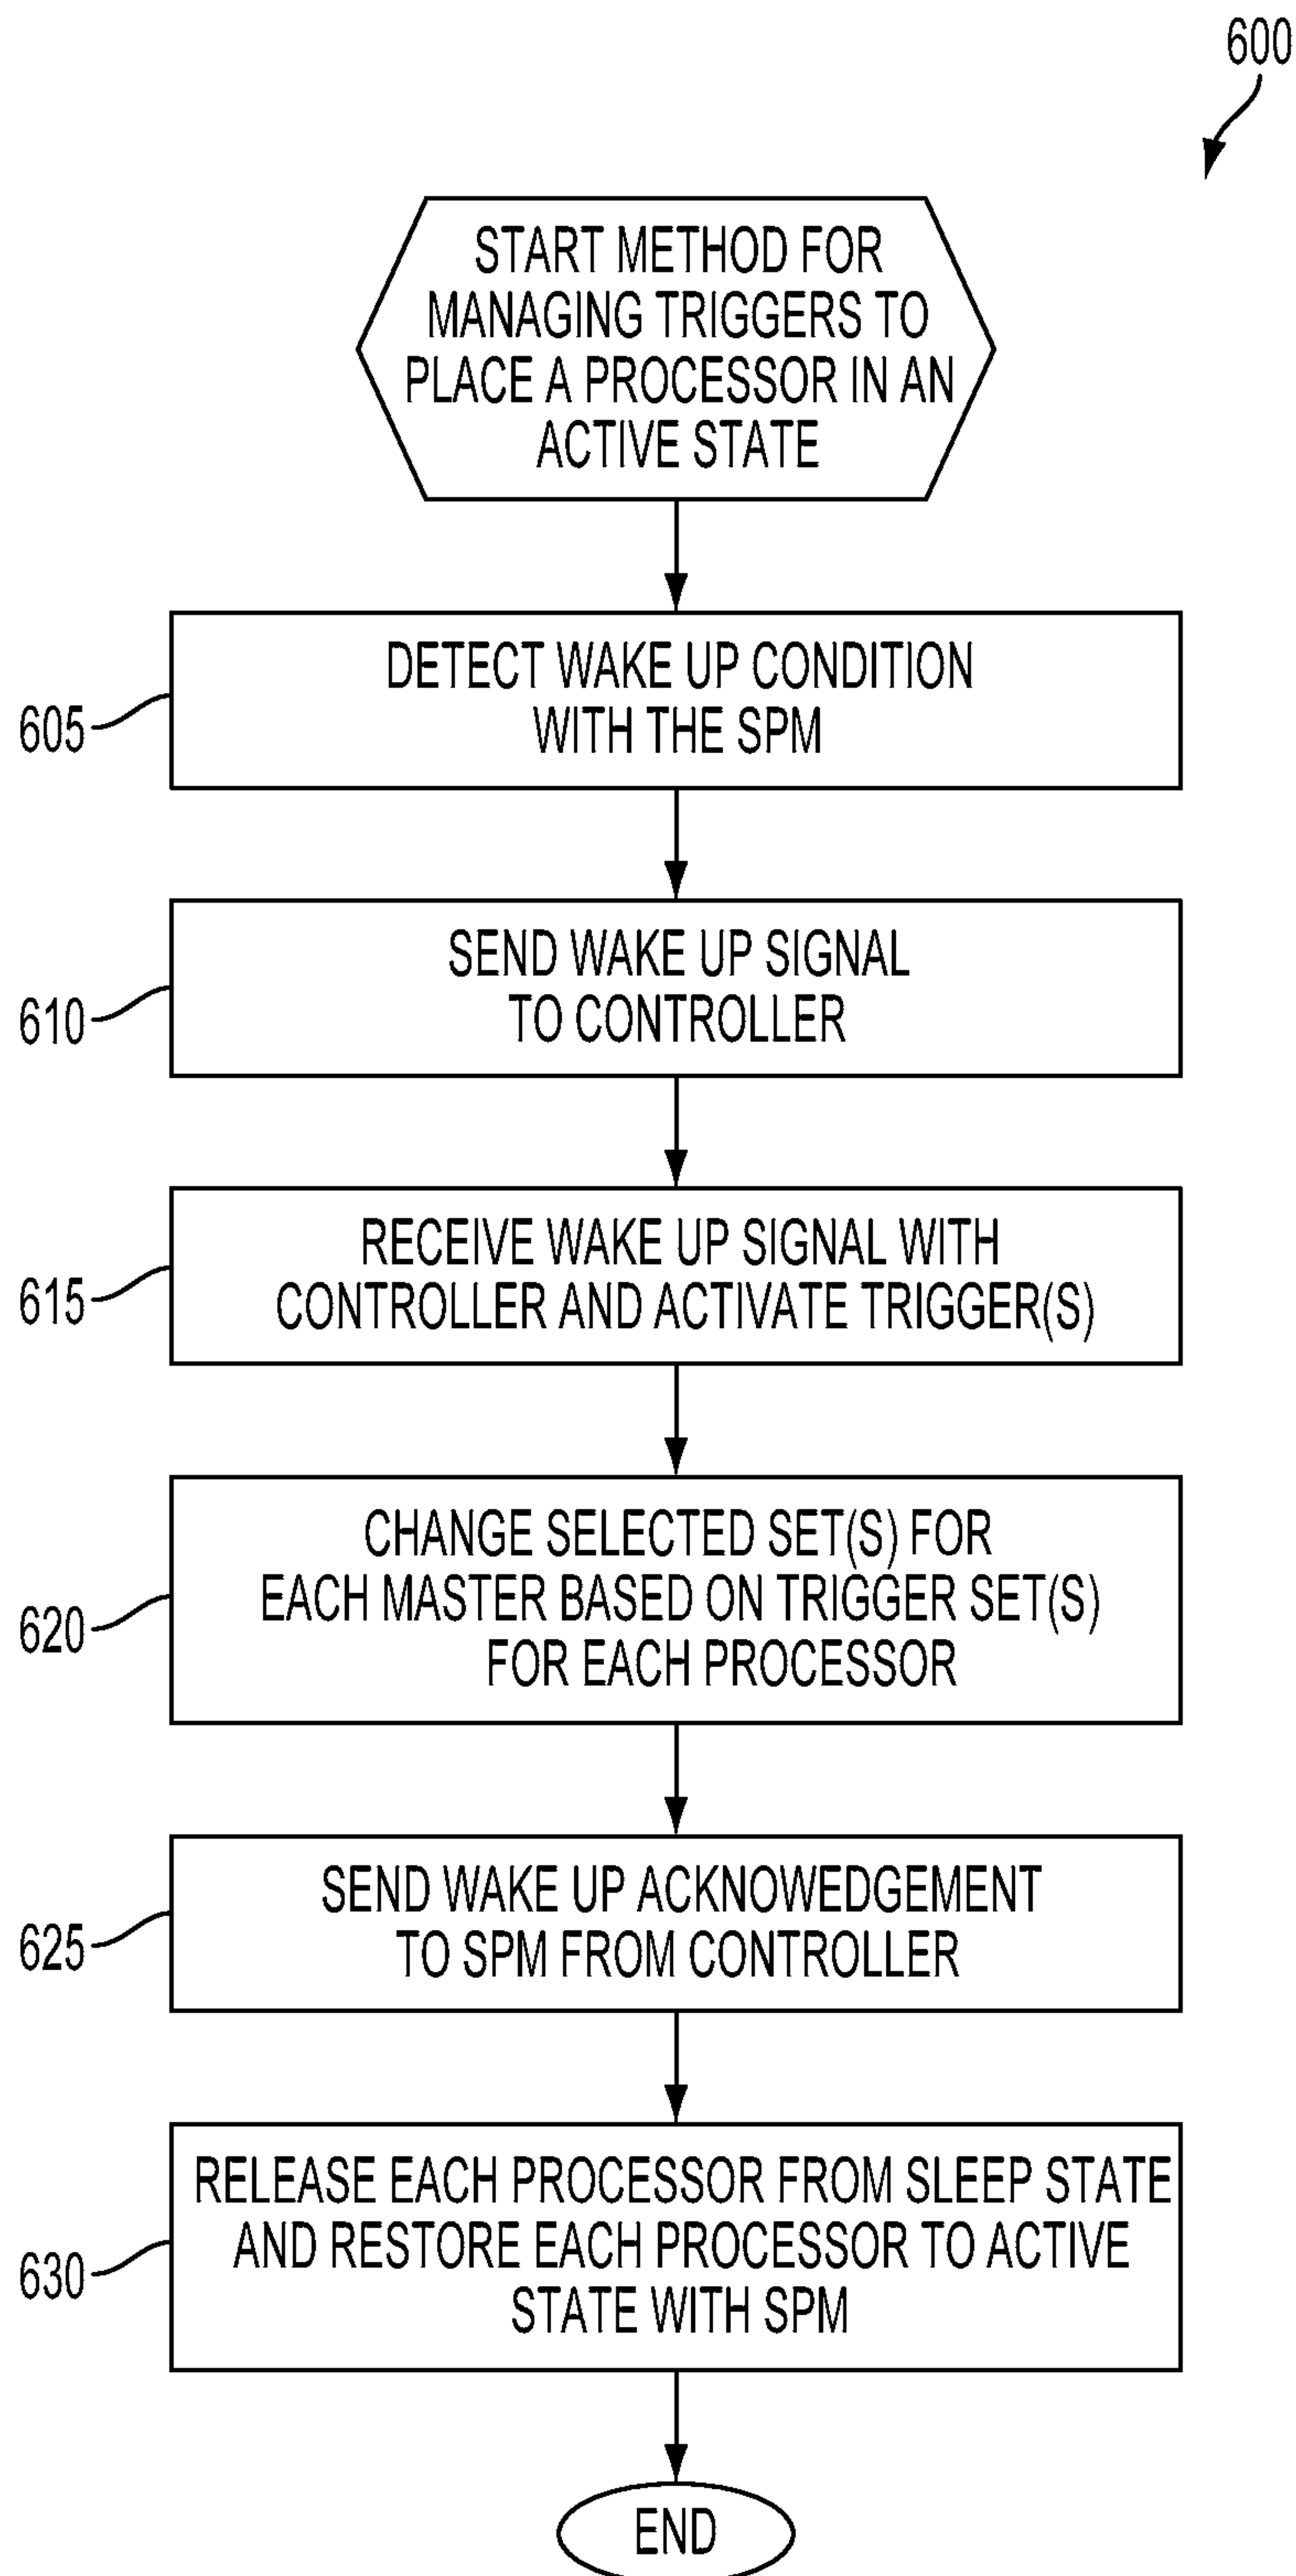 600
START METHOD FOR
MANAGING TRIGGERS TO
PLACE A PROCESSOR IN AN
ACTIVE STATE
605
DETECT WAKE UP CONDITION
WITH THE SPM
610
SEND WAKE UP SIGNAL
TO CONTROLLER
615
RECEIVE WAKE UP SIGNAL WITH
CONTROLLER AND ACTIVATE TRIGGER(S)
620
CHANGE SELECTED SET(S) FOR
EACH MASTER BASED ON TRIGGER SET(S)
FOR EACH PROCESSOR
625
SEND WAKE UP ACKNOWEDGEMENT
TO SPM FROM CONTROLLER
630
RELEASE EACH PROCESSOR FROM SLEEP STATE
AND RESTORE EACH PROCESSOR TO ACTIVE
STATE WITH SPM
END